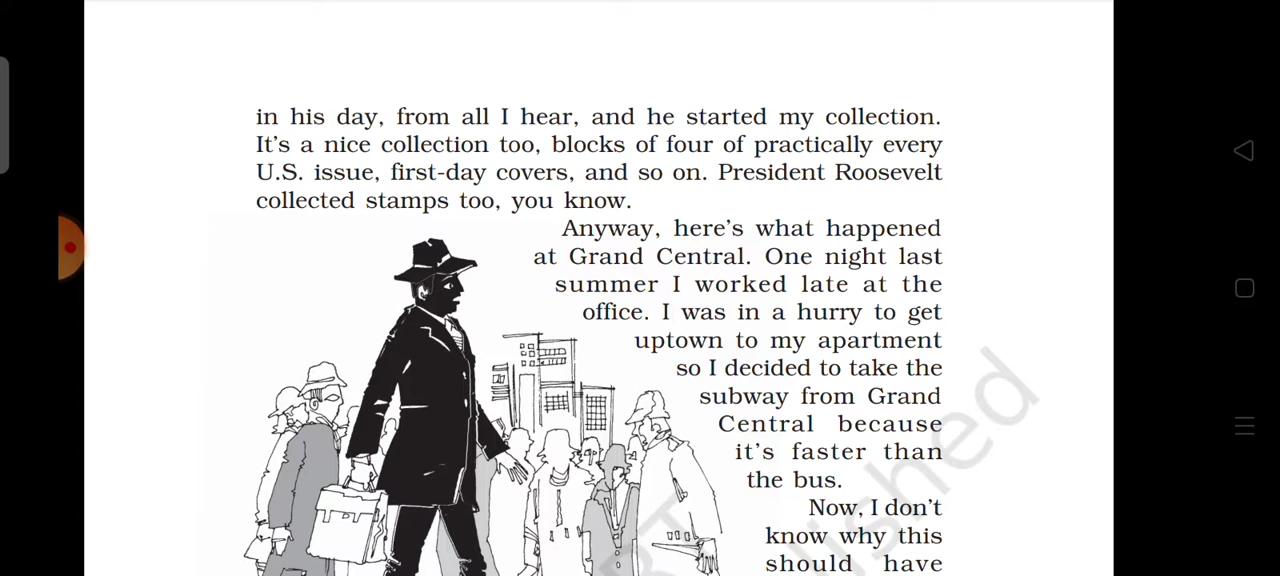 in his day, from all I hear, and he started my collection.
It's a nice collection too, blocks of four of practically every
U.S. issue, first-day covers, and so on. President Roosevelt
collected stamps too, you know.
Anyway, here's what happened
at Grand Central. One night last
summer I worked late at the
office. I was in a hurry to get
uptown to my apartment
so I decided to take the
subway from Grand
Central because
it's faster than
the bus.
Now, I don't
know why this
should have